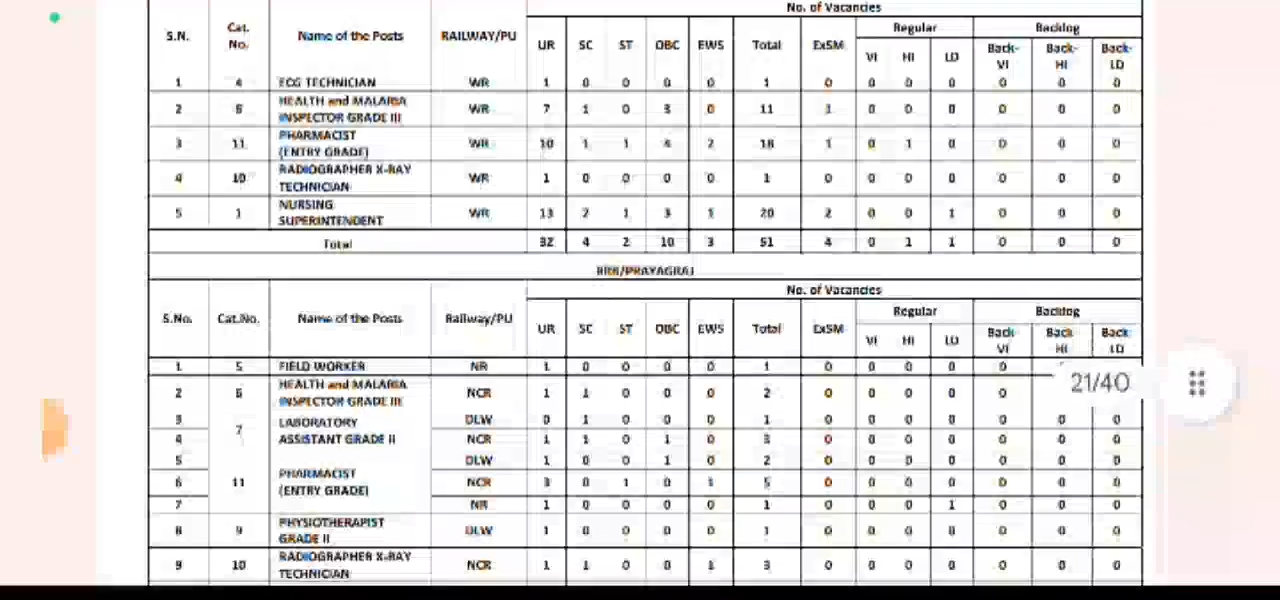 No. of Vacancies
S.N. Cat. No. Name of the Posts RAILWAY/PU UR SC ST OBC EWS Total ExSM Regular Backlog
VI HI LD Back-VI Back-HI Back-LD
1 4 ECG TECHNICIAN WR 1 0 0 0 0 1 0 0 0 0 0 0 0
2 HEALTH and MALARIA INSPECTOR GRADE III WR 7 1 0 3 0 11 1 0 0 0 0 0 0
3 11 PHARMACIST (ENTRY GRADE) WR 10 1 1 4 2 18 1 0 1 0 0 0 0
4 10 RADIOGRAPHER X-RAY TECHNICIAN WR 1 0 0 0 0 1 0 0 0 0 0 0 0
5 1 NURSING SUPERINTENDENT WR 13 2 1 3 1 20 2 0 0 1 0 0 0
Total 32 4 2 10 3 51 4 0 1 1 0 0 0
RRB/PRAYAGRAJ
No. of Vacancies
S.No. Cat.No. Name of the Posts Railway/PU UR SC ST OBC EWS Total ExSM Regular Backlog
VI HI LD Back VI Back HI Back LD
1 5 FIELD WORKER NR 1 0 0 0 0 1 0 0 0 0 0 0 0
2 6 HEALTH and MALARIA INSPECTOR GRADE III NCR 1 1 0 0 0 2 0 0 0 0 0 0
21/40
3 7 LABORATORY ASSISTANT GRADE II DLW 0 1 0 0 0 1 0 0 0 0 0 0 0
4 NCR 1 1 0 1 0 3 0 0 0 0 0 0 0
5 11 PHARMACIST (ENTRY GRADE) DLW 1 0 0 1 0 2 0 0 0 0 0 0 0
6 NCR 3 0 1 0 1 5 0 0 0 0 0 0 0
7 NR 1 0 0 0 0 1 0 0 0 1 0 0 0
8 9 PHYSIOTHERAPIST GRADE II DLW 1 0 0 0 0 1 0 0 0 0 0 0 0
9 10 RADIOGRAPHER X-RAY TECHNICIAN NCR 1 1 0 0 1 3 0 0 0 0 0 0 0